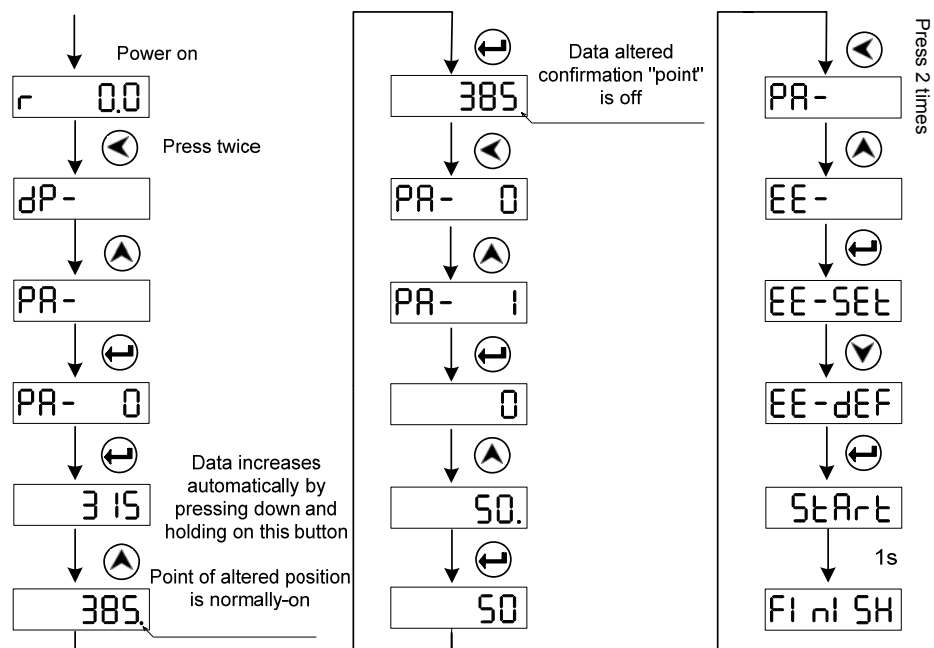 Power on
r 0.0
Press twice
dP-
PA-
PA- 0
Data increases
automatically by
pressing down and
holding on this button
315
Point of altered position
is normally-on
385.
Data altered
confirmation "point"
is off
385
PA- 0
PA- 1
0
50.
50
Press 2 times
PA-
EE-
EE-SEt
EE-dEF
StArt
1s
FInISH